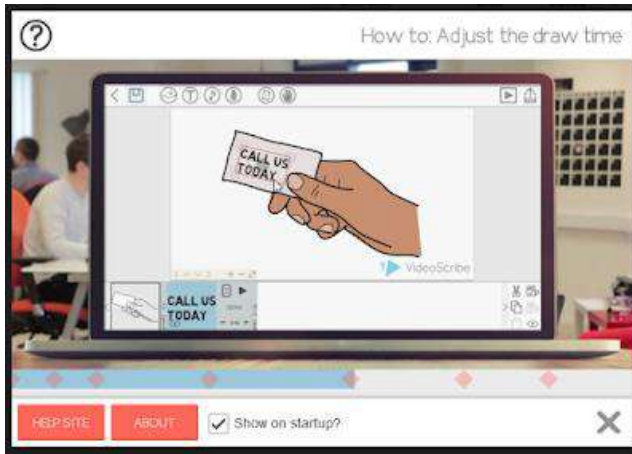 How to: Adjust the draw time
CALL US
TODAY
VideoScribe
CALL US
TODAY
HELP SITE
ABOUT
Show on startup?